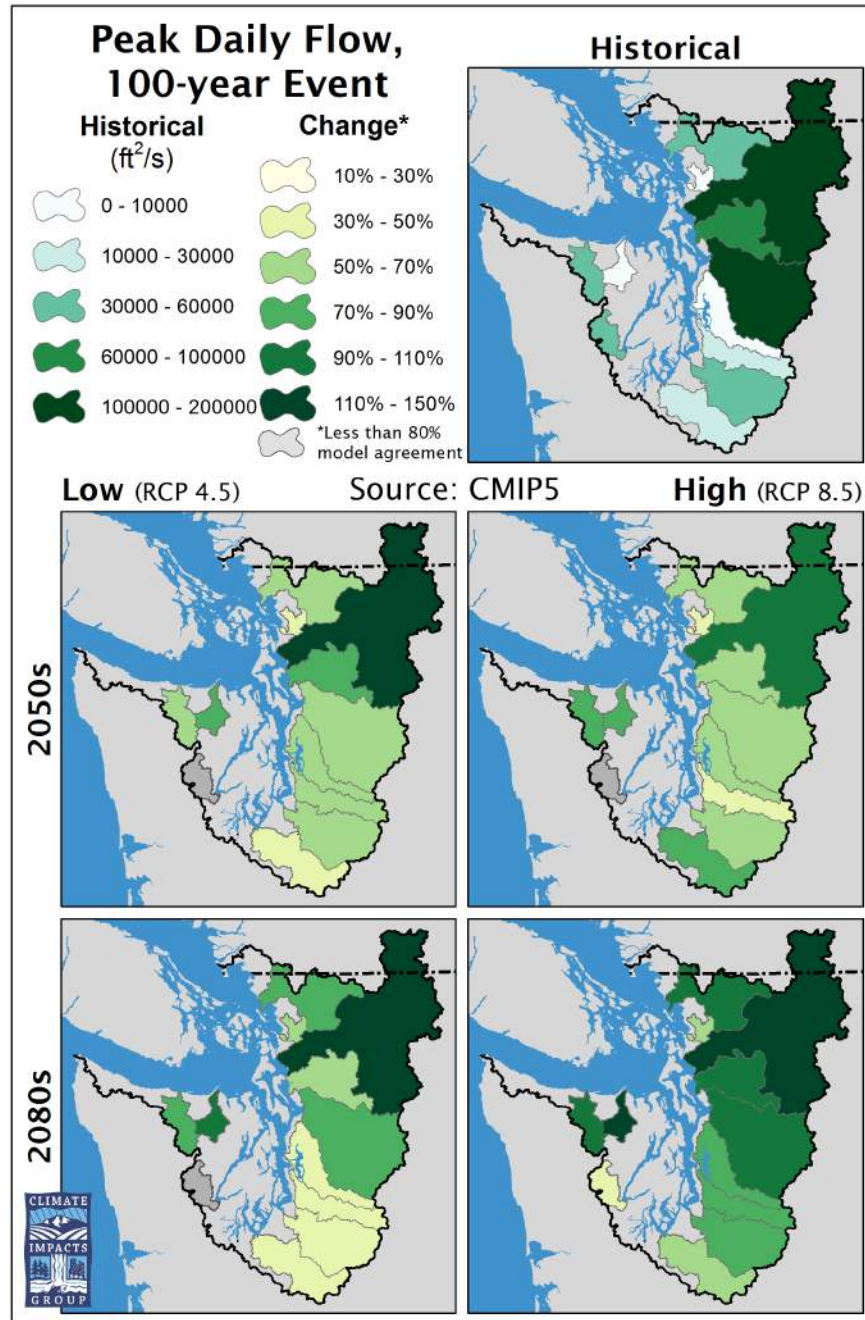 Peak Daily Flow,
100-year Event
Historical
(ft²/s)
0 - 10000
10000 - 30000
30000 - 60000
60000 - 100000
100000 - 200000
Change*
10% - 30%
30% - 50%
50% - 70%
70% - 90%
90% - 110%
110% - 150%
*Less than 80%
model agreement
Historical
Low (RCP 4.5)
Source: CMIP5
High (RCP 8.5)
2050s
2080s
CLIMATE
IMPACTS
GROUP